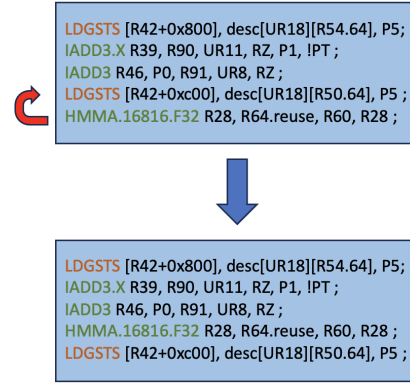 LDGSTS [R42+0x800], desc[UR18][R54.64], P5;
IADD3.X R39, R90, UR11, RZ, P1, !PT ;
IADD3 R46, P0, R91, UR8, RZ ;
LDGSTS [R42+0xc00], desc[UR18][R50.64], P5 ;
HMMA.16816.F32 R28, R64.reuse, R60, R28 ;
LDGSTS [R42+0x800], desc[UR18][R54.64], P5;
IADD3.X R39, R90, UR11, RZ, P1, !PT ;
IADD3 R46, P0, R91, UR8, RZ ;
HMMA.16816.F32 R28, R64.reuse, R60, R28 ;
LDGSTS [R42+0xc00], desc[UR18][R50.64], P5 ;